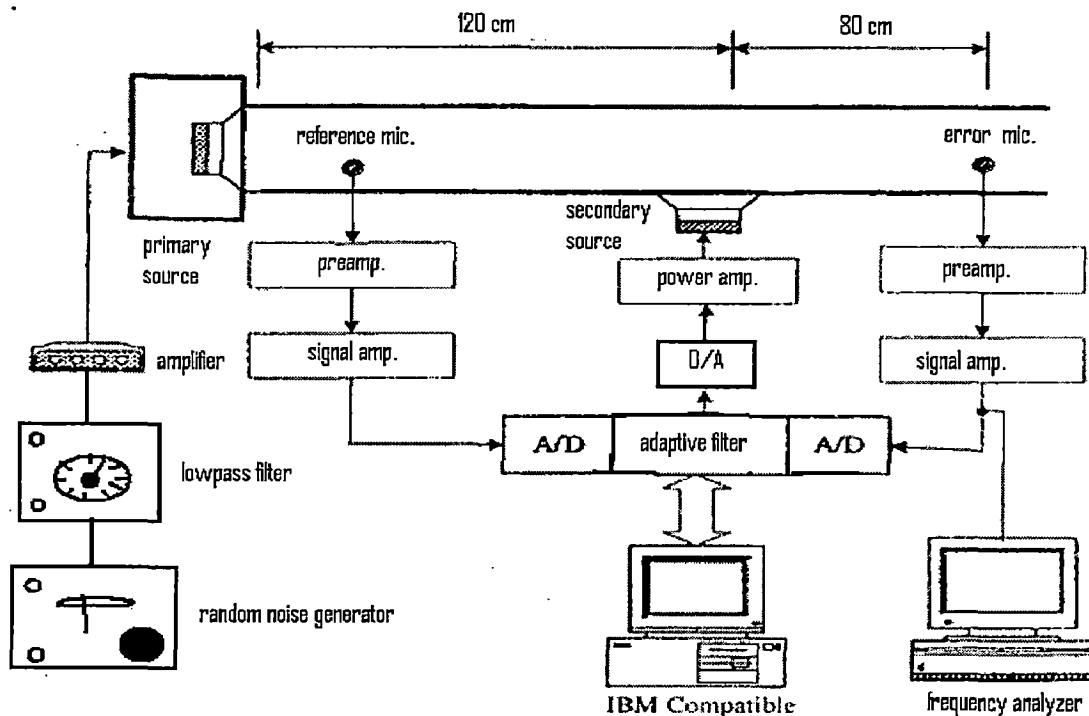 120 cm
80 cm
reference mic.
error mic.
primary
source
secondary
source
preamp.
power amp.
preamp.
signal amp.
D/A
signal amp.
amplifier
A/D
adaptive filter
A/D
lowpass filter
random noise generator
IBM Compatible
frequency analyzer